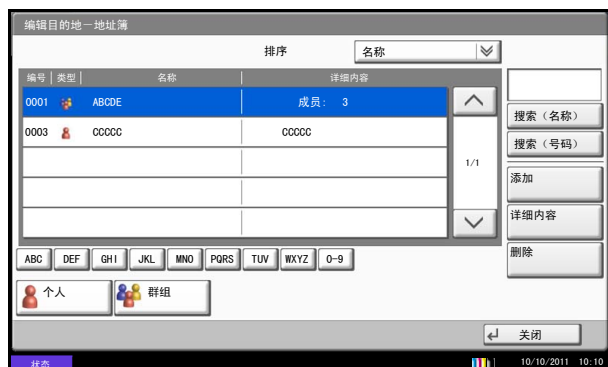 编辑目的地－地址簿
排序 名称
编号 类型 名称 详细内容
0001 ABCDE 成员: 3
0003 CCCCC CCCCC
1/1
搜索（名称）
搜索（号码）
添加
详细内容
删除
ABC DEF GHI JKL MNO PQRS TUV WXYZ 0-9
个人 群组
关闭
状态 10/10/2011 10:10